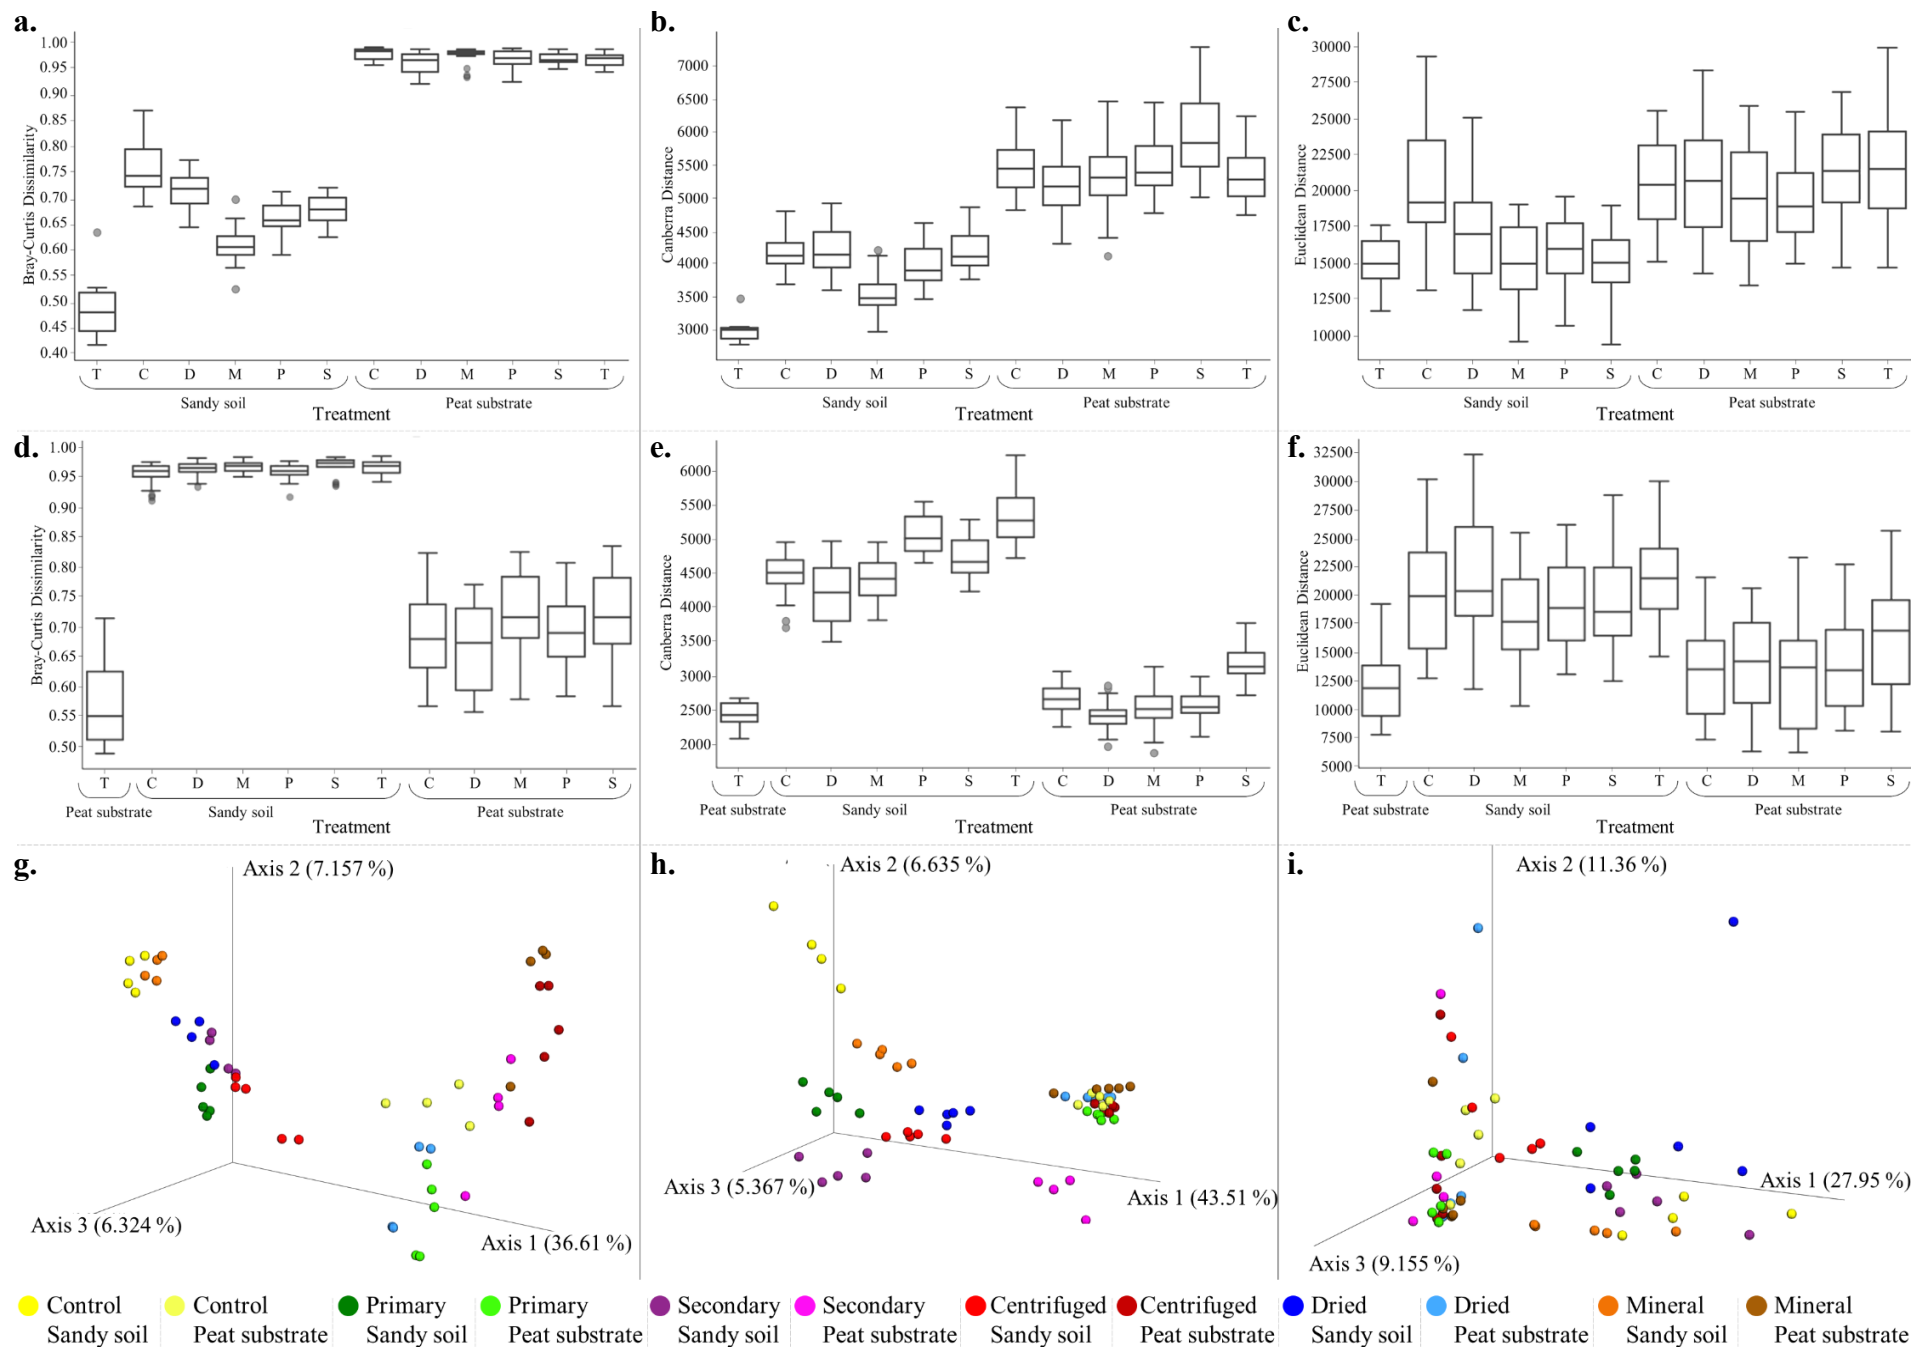 a.
1.00
0.95
0.90
0.85
0.80
0.75
0.70
0.65
0.60
0.55
0.50
0.45
0.40
Bray-Curtis Dissimilarity
T C D M P S C D M P S T
Sandy soil Peat substrate
Treatment
b.
7000
6500
6000
5500
5000
4500
4000
3500
3000
Canberra Distance
T C D M P S C D M P S T
Sandy soil Peat substrate
Treatment
c.
30000
27500
25000
22500
20000
17500
15000
12500
10000
Euclidean Distance
T C D M P S C D M P S T
Sandy soil Peat substrate
Treatment
d.
1.00
0.95
0.90
0.85
0.80
0.75
0.70
0.65
0.60
0.55
0.50
Bray-Curtis Dissimilarity
T C D M P S T C D M P S
Peat substrate Sandy soil Peat substrate
Treatment
e.
6000
5500
5000
4500
4000
3500
3000
2500
2000
Canberra Distance
T C D M P S T C D M P S
Peat substrate Sandy soil Peat substrate
Treatment
f.
32500
30000
27500
25000
22500
20000
17500
15000
12500
10000
7500
5000
Euclidean Distance
T C D M P S T C D M P S
Peat substrate Sandy soil Peat substrate
Treatment
g.
Axis 2 (7.157 %)
Axis 3 (6.324 %)
Axis 1 (36.61 %)
h.
Axis 2 (6.635 %)
Axis 3 (5.367 %)
Axis 1 (43.51 %)
i.
Axis 2 (11.36 %)
Axis 1 (27.95 %)
Axis 3 (9.155 %)
Control
Sandy soil
Control
Peat substrate
Primary
Sandy soil
Primary
Peat substrate
Secondary
Sandy soil
Secondary
Peat substrate
Centrifuged
Sandy soil
Centrifuged
Peat substrate
Dried
Sandy soil
Dried
Peat substrate
Mineral
Sandy soil
Mineral
Peat substrate